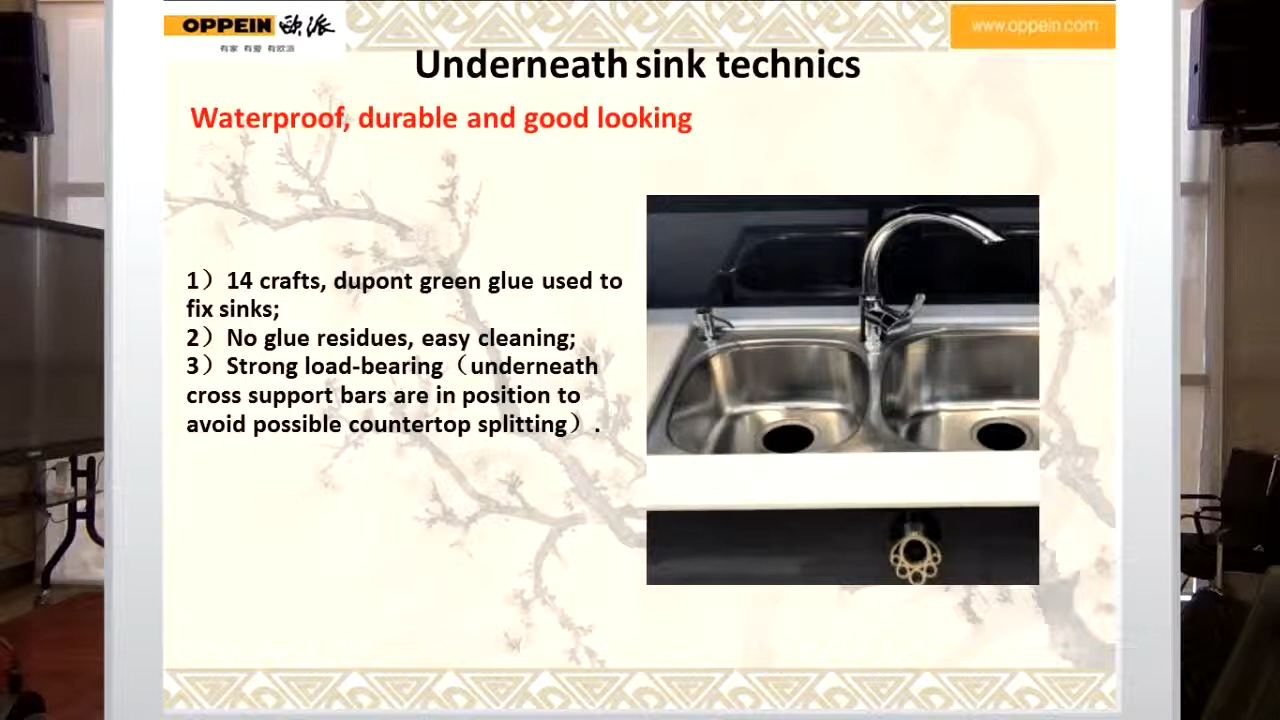 OPPEIN 欧派
有家 有爱 有欧派
www.oppein.com
Underneath sink technics
Waterproof, durable and good looking
1）14 crafts, dupont green glue used to
fix sinks;
2）No glue residues, easy cleaning;
3）Strong load-bearing（underneath
cross support bars are in position to
avoid possible countertop splitting）.